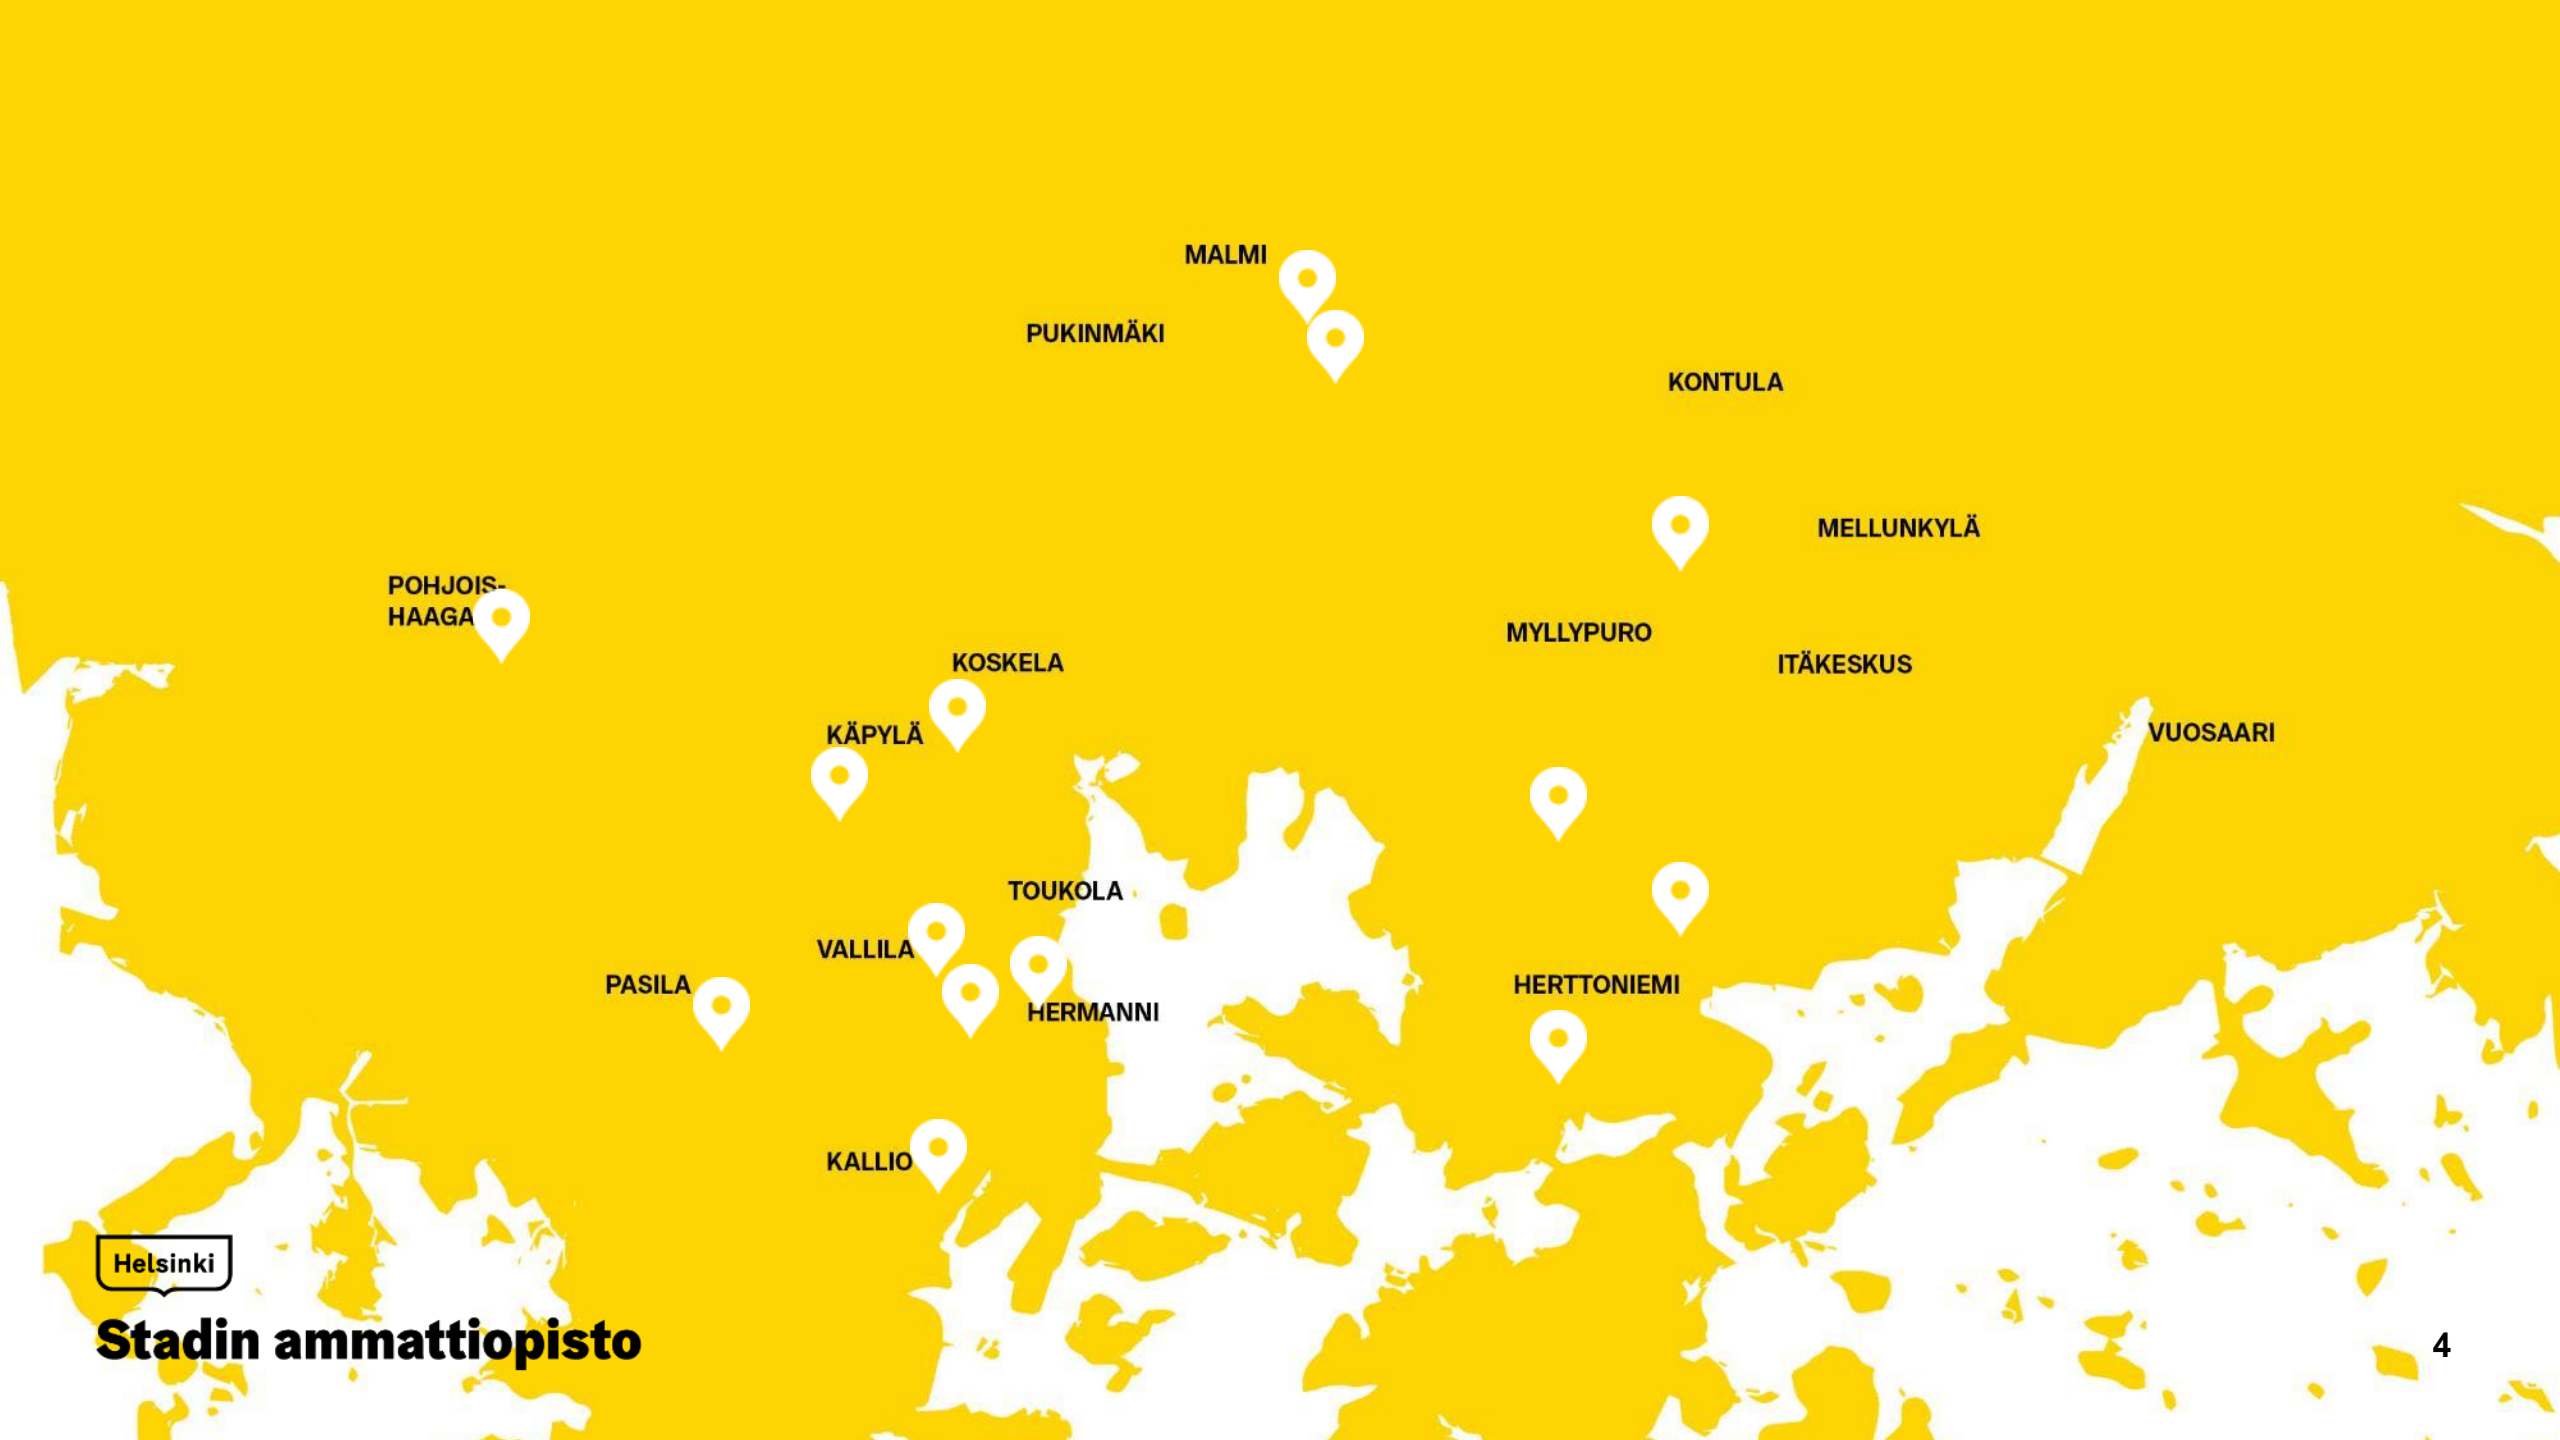 MALMI
PUKINMÄKI
KONTULA
MELLUNKYLÄ
POHJOIS-
HAAGA
MYLLYPURO
KOSKELA
ITÄKESKUS
KÄPYLÄ
VUOSAARI
TOUKOLA
VALLILA
PASILA
HERTTONIEMI
HERMANNI
KALLIO
Helsinki
Stadin ammattiopisto
4